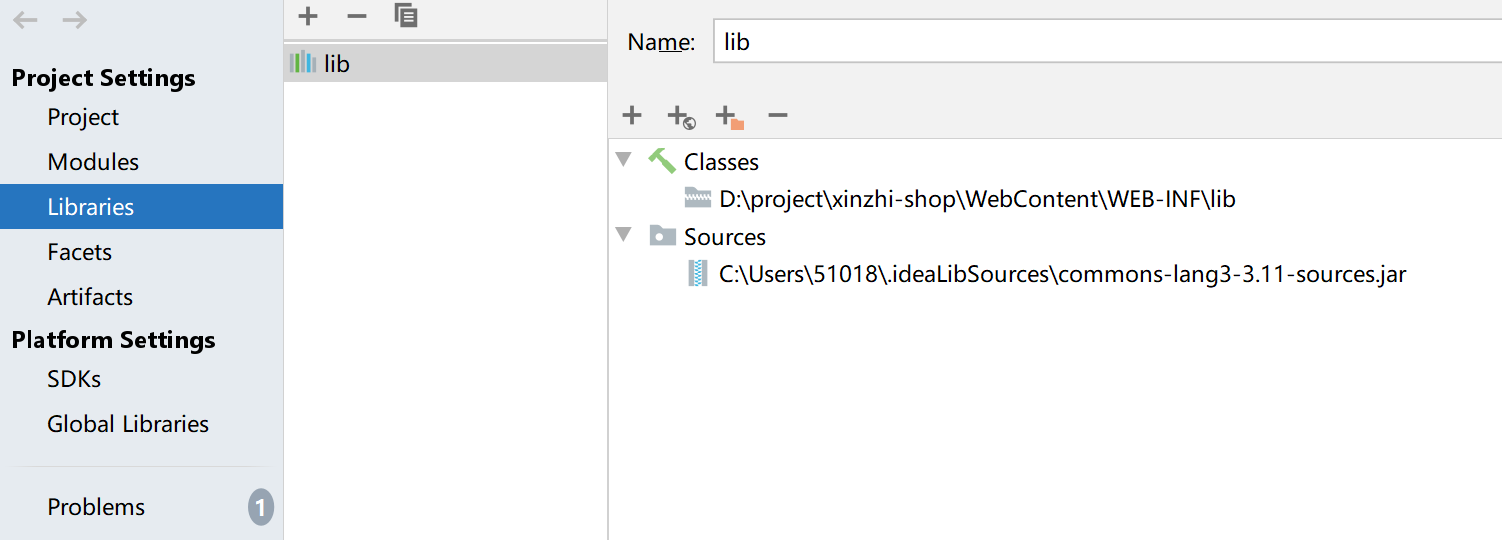 Project Settings
Project
Modules
Libraries
Facets
Artifacts
Platform Settings
SDKs
Global Libraries
Problems 1
lib
Name: lib
Classes
D:\project\xinzhi-shop\WebContent\WEB-INF\lib
Sources
C:\Users\51018\.ideaLibSources\commons-lang3-3.11-sources.jar